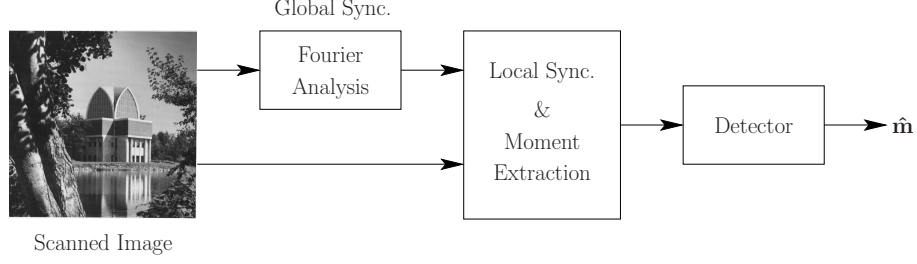 Global Sync.
Fourier
Analysis
Local Sync.
&
Moment
Extraction
Detector
m̂
Scanned Image